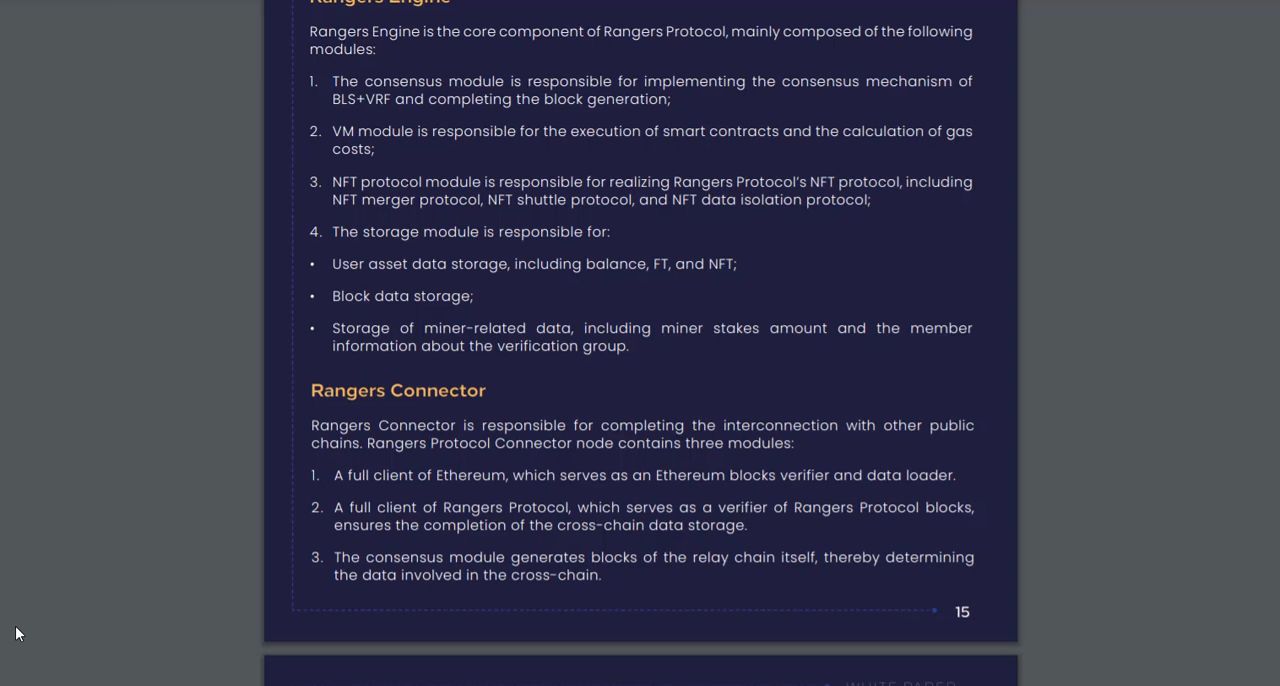 Rangers Engine
Rangers Engine is the core component of Rangers Protocol, mainly composed of the following
modules:
1. The consensus module is responsible for implementing the consensus mechanism of
BLS+VRF and completing the block generation;
2. VM module is responsible for the execution of smart contracts and the calculation of gas
costs;
3. NFT protocol module is responsible for realizing Rangers Protocol's NFT protocol, including
NFT merger protocol, NFT shuttle protocol, and NFT data isolation protocol;
4. The storage module is responsible for:
• User asset data storage, including balance, FT, and NFT;
• Block data storage;
• Storage of miner-related data, including miner stakes amount and the member
information about the verification group.
Rangers Connector
Rangers Connector is responsible for completing the interconnection with other public
chains. Rangers Protocol Connector node contains three modules:
1. A full client of Ethereum, which serves as an Ethereum blocks verifier and data loader.
2. A full client of Rangers Protocol, which serves as a verifier of Rangers Protocol blocks,
ensures the completion of the cross-chain data storage.
3. The consensus module generates blocks of the relay chain itself, thereby determining
the data involved in the cross-chain.
15
WHITE PAPER